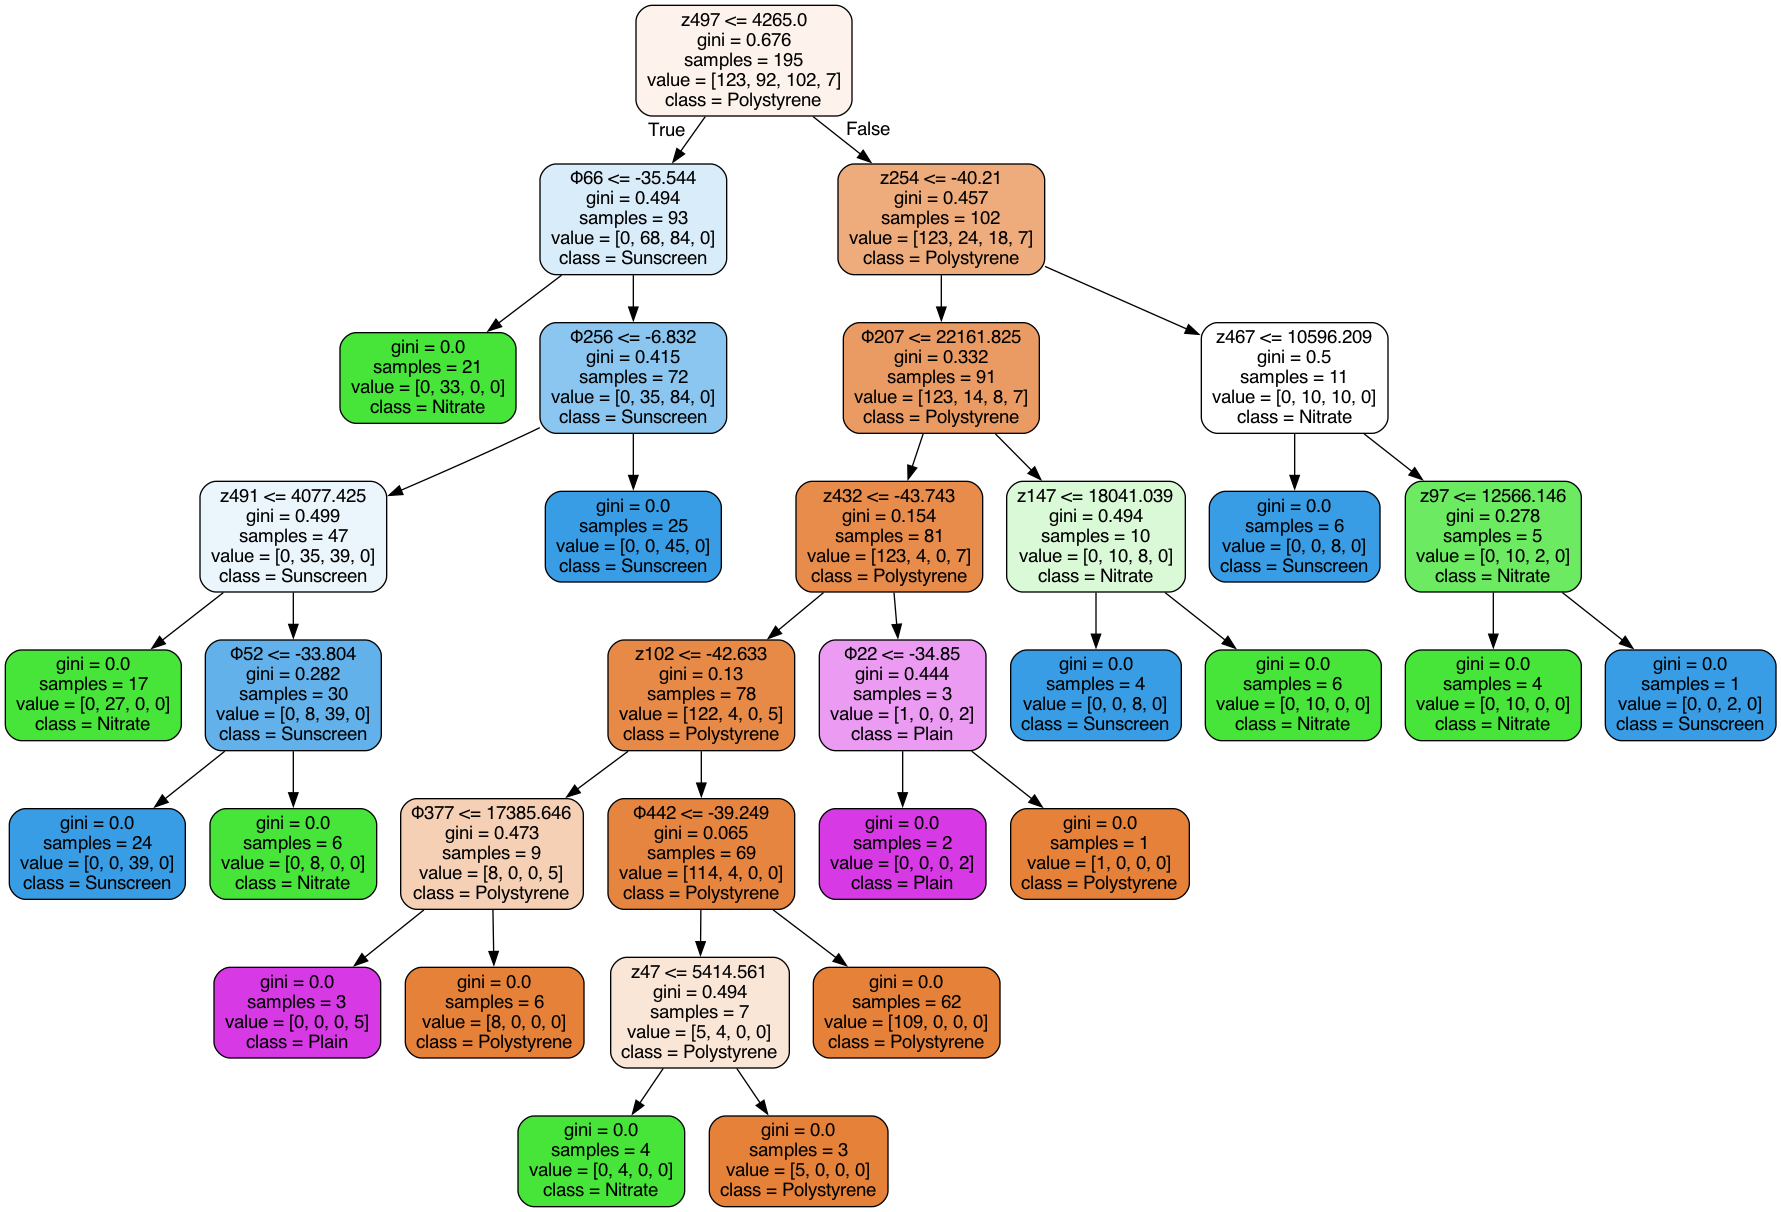 z497 <= 4265.0
gini = 0.676
samples = 195
value = [123, 92, 102, 7]
class = Polystyrene
True
False
Φ66 <= -35.544
gini = 0.494
samples = 93
value = [0, 68, 84, 0]
class = Sunscreen
z254 <= -40.21
gini = 0.457
samples = 102
value = [123, 24, 18, 7]
class = Polystyrene
gini = 0.0
samples = 21
value = [0, 33, 0, 0]
class = Nitrate
Φ256 <= -6.832
gini = 0.415
samples = 72
value = [0, 35, 84, 0]
class = Sunscreen
Φ207 <= 22161.825
gini = 0.332
samples = 91
value = [123, 14, 8, 7]
class = Polystyrene
z467 <= 10596.209
gini = 0.5
samples = 11
value = [0, 10, 10, 0]
class = Nitrate
z491 <= 4077.425
gini = 0.499
samples = 47
value = [0, 35, 39, 0]
class = Sunscreen
gini = 0.0
samples = 25
value = [0, 0, 45, 0]
class = Sunscreen
z432 <= -43.743
gini = 0.154
samples = 81
value = [123, 4, 0, 7]
class = Polystyrene
z147 <= 18041.039
gini = 0.494
samples = 10
value = [0, 10, 8, 0]
class = Nitrate
gini = 0.0
samples = 6
value = [0, 0, 8, 0]
class = Sunscreen
z97 <= 12566.146
gini = 0.278
samples = 5
value = [0, 10, 2, 0]
class = Nitrate
gini = 0.0
samples = 17
value = [0, 27, 0, 0]
class = Nitrate
Φ52 <= -33.804
gini = 0.282
samples = 30
value = [0, 8, 39, 0]
class = Sunscreen
z102 <= -42.633
gini = 0.13
samples = 78
value = [122, 4, 0, 5]
class = Polystyrene
Φ22 <= -34.85
gini = 0.444
samples = 3
value = [1, 0, 0, 2]
class = Plain
gini = 0.0
samples = 4
value = [0, 0, 8, 0]
class = Sunscreen
gini = 0.0
samples = 6
value = [0, 10, 0, 0]
class = Nitrate
gini = 0.0
samples = 4
value = [0, 10, 0, 0]
class = Nitrate
gini = 0.0
samples = 1
value = [0, 0, 2, 0]
class = Sunscreen
gini = 0.0
samples = 24
value = [0, 0, 39, 0]
class = Sunscreen
gini = 0.0
samples = 6
value = [0, 8, 0, 0]
class = Nitrate
Φ377 <= 17385.646
gini = 0.473
samples = 9
value = [8, 0, 0, 5]
class = Polystyrene
Φ442 <= -39.249
gini = 0.065
samples = 69
value = [114, 4, 0, 0]
class = Polystyrene
gini = 0.0
samples = 2
value = [0, 0, 0, 2]
class = Plain
gini = 0.0
samples = 1
value = [1, 0, 0, 0]
class = Polystyrene
gini = 0.0
samples = 3
value = [0, 0, 0, 5]
class = Plain
gini = 0.0
samples = 6
value = [8, 0, 0, 0]
class = Polystyrene
z47 <= 5414.561
gini = 0.494
samples = 7
value = [5, 4, 0, 0]
class = Polystyrene
gini = 0.0
samples = 62
value = [109, 0, 0, 0]
class = Polystyrene
gini = 0.0
samples = 4
value = [0, 4, 0, 0]
class = Nitrate
gini = 0.0
samples = 3
value = [5, 0, 0, 0]
class = Polystyrene